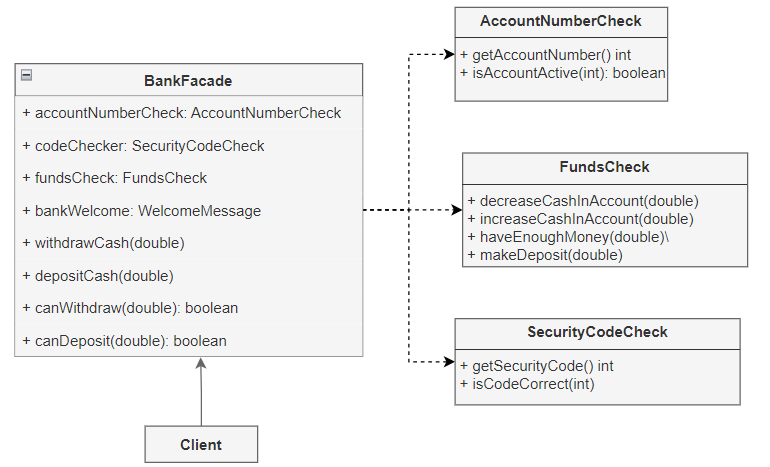 BankFacade
+ accountNumberCheck: AccountNumberCheck
+ codeChecker: SecurityCodeCheck
+ fundsCheck: FundsCheck
+ bankWelcome: WelcomeMessage
+ withdrawCash(double)
+ depositCash(double)
+ canWithdraw(double): boolean
+ canDeposit(double): boolean
Client
AccountNumberCheck
+ getAccountNumber() int
+ isAccountActive(int): boolean
FundsCheck
+ decreaseCashInAccount(double)
+ increaseCashInAccount(double)
+ haveEnoughMoney(double)\
+ makeDeposit(double)
SecurityCodeCheck
+ getSecurityCode() int
+ isCodeCorrect(int)